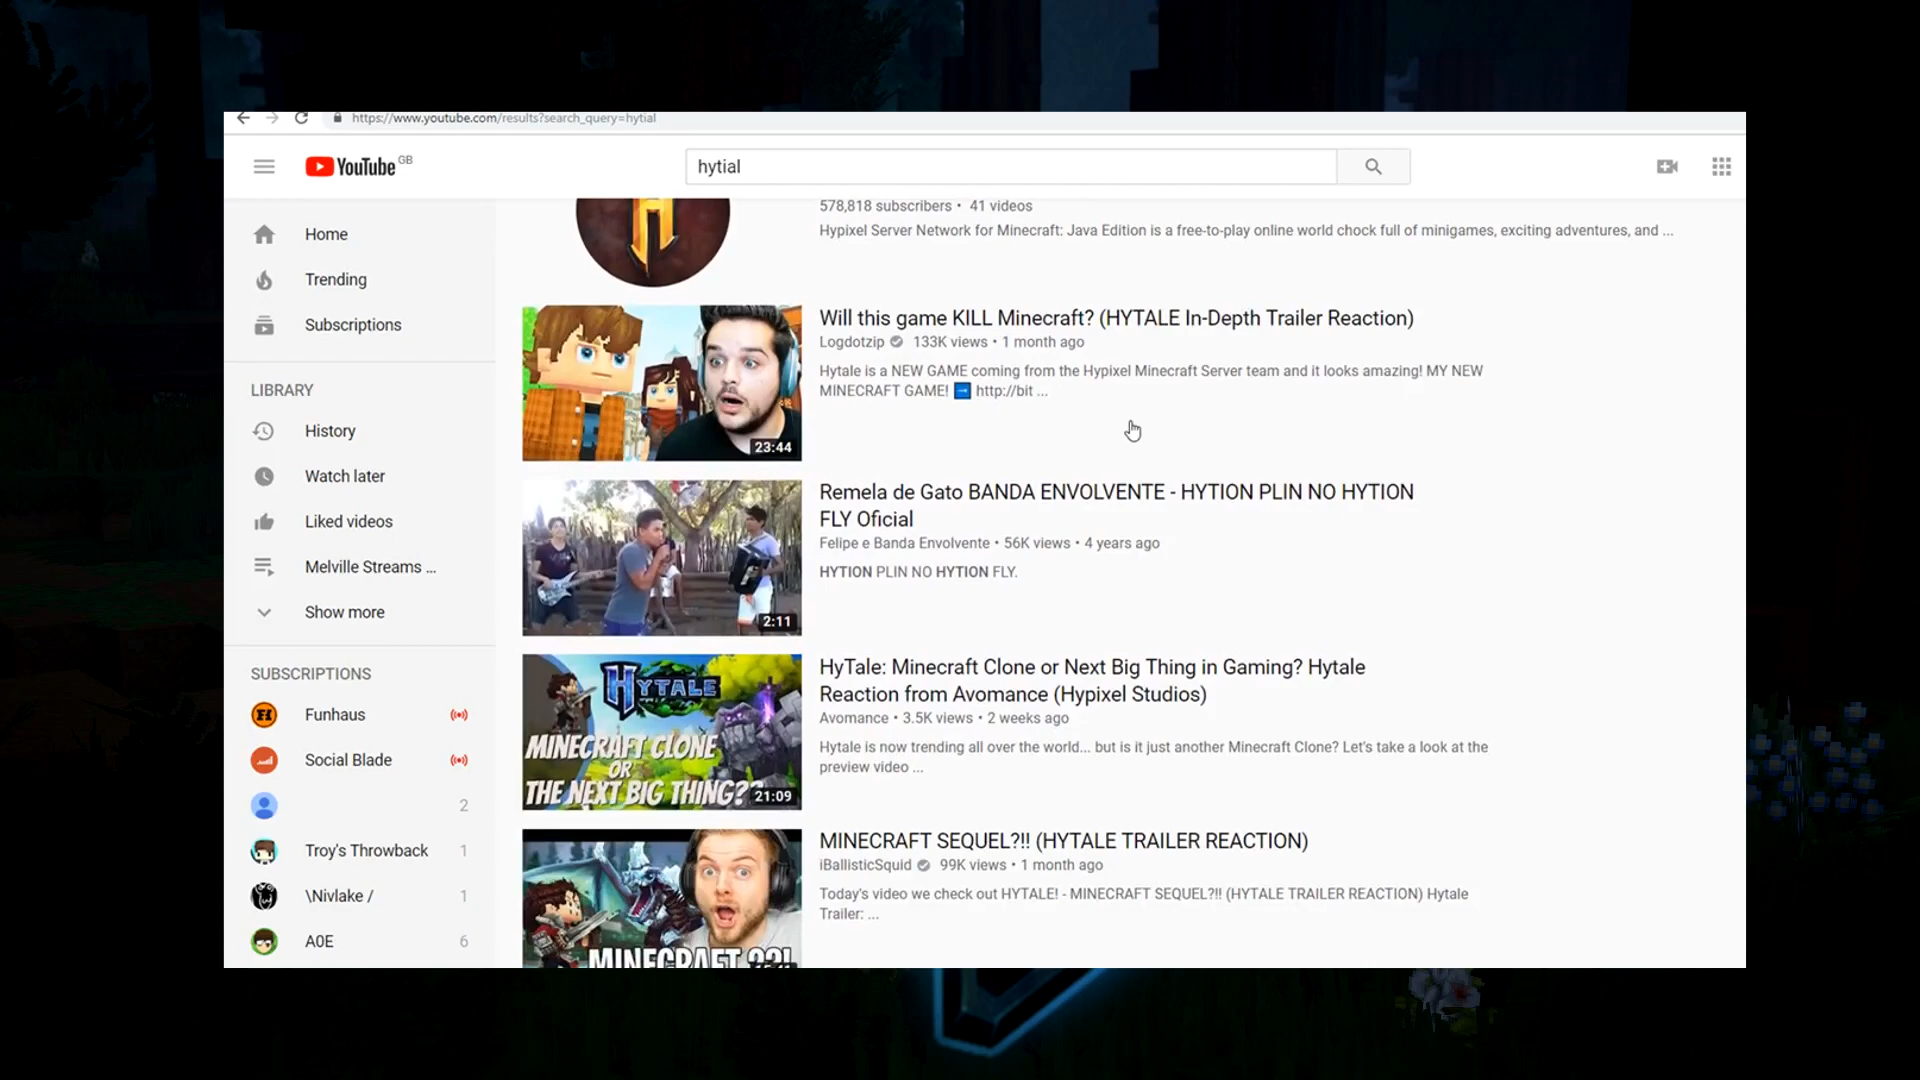 https://www.youtube.com/results?search_query=hytial
YouTube GB
hytial
Home
Trending
Subscriptions
LIBRARY
History
Watch later
Liked videos
Melville Streams ...
Show more
SUBSCRIPTIONS
Funhaus
Social Blade
2
Troy's Throwback 1
\Nivlake / 1
A0E 6
578,818 subscribers • 41 videos
Hypixel Server Network for Minecraft: Java Edition is a free-to-play online world chock full of minigames, exciting adventures, and ...
23:44
Will this game KILL Minecraft? (HYTALE In-Depth Trailer Reaction)
Logdotzip 133K views • 1 month ago
Hytale is a NEW GAME coming from the Hypixel Minecraft Server team and it looks amazing! MY NEW
MINECRAFT GAME! ➡ http://bit ...
2:11
Remela de Gato BANDA ENVOLVENTE - HYTION PLIN NO HYTION
FLY Oficial
Felipe e Banda Envolvente • 56K views • 4 years ago
HYTION PLIN NO HYTION FLY.
HYTALE
MINECRAFT CLONE
OR
THE NEXT BIG THING?
21:09
HyTale: Minecraft Clone or Next Big Thing in Gaming? Hytale
Reaction from Avomance (Hypixel Studios)
Avomance • 3.5K views • 2 weeks ago
Hytale is now trending all over the world... but is it just another Minecraft Clone? Let's take a look at the
preview video ...
MINECRAFT 2?!
MINECRAFT SEQUEL?!! (HYTALE TRAILER REACTION)
iBallisticSquid 99K views • 1 month ago
Today's video we check out HYTALE! - MINECRAFT SEQUEL?!! (HYTALE TRAILER REACTION) Hytale
Trailer: ...